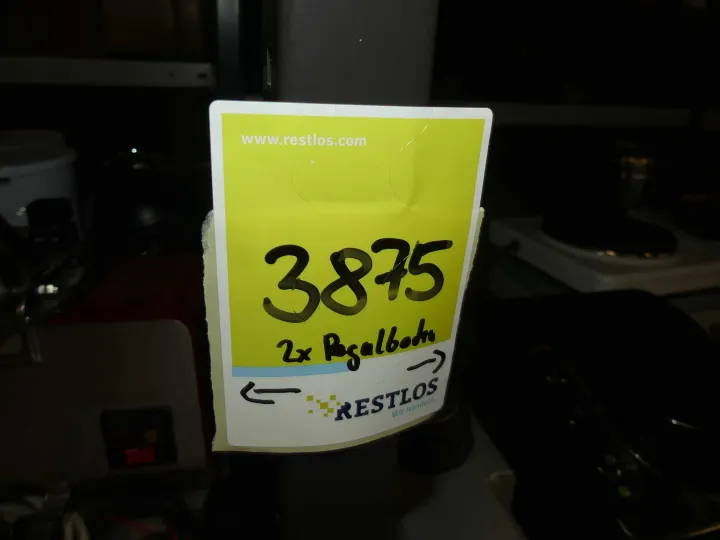 www.restlos.com
3875
2x Regalboden
← →
RESTLOS